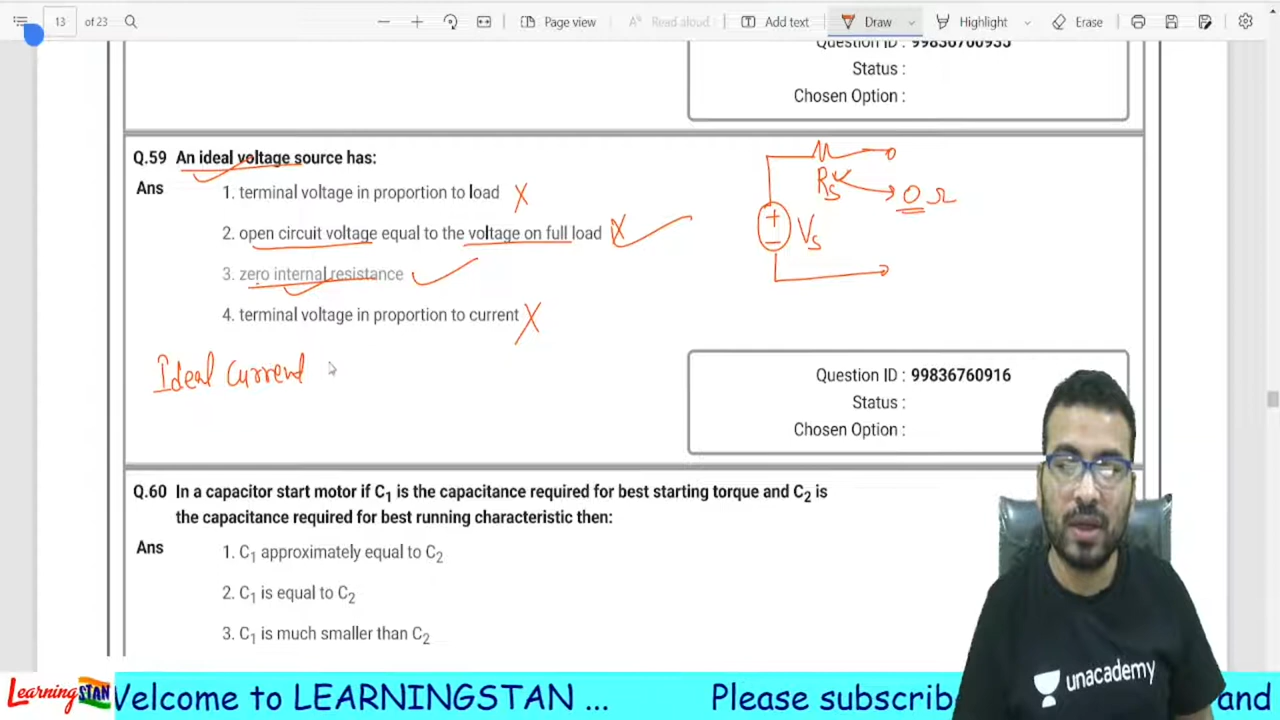 13 of 23 Page view Read aloud Add text Draw Highlight Erase
Question ID : 99836760935
Status :
Chosen Option :
Q.59 An ideal voltage source has:
Ans 1. terminal voltage in proportion to load X
2. open circuit voltage equal to the voltage on full load X
3. zero internal resistance
4. terminal voltage in proportion to current X
Rs 0 Ω
+
− Vs
Ideal Current
Question ID : 99836760916
Status :
Chosen Option :
Q.60 In a capacitor start motor if C1 is the capacitance required for best starting torque and C2 is
the capacitance required for best running characteristic then:
Ans 1. C1 approximately equal to C2
2. C1 is equal to C2
3. C1 is much smaller than C2
unacademy
LearningSTAN
Welcome to LEARNINGSTAN ... Please subscribe and